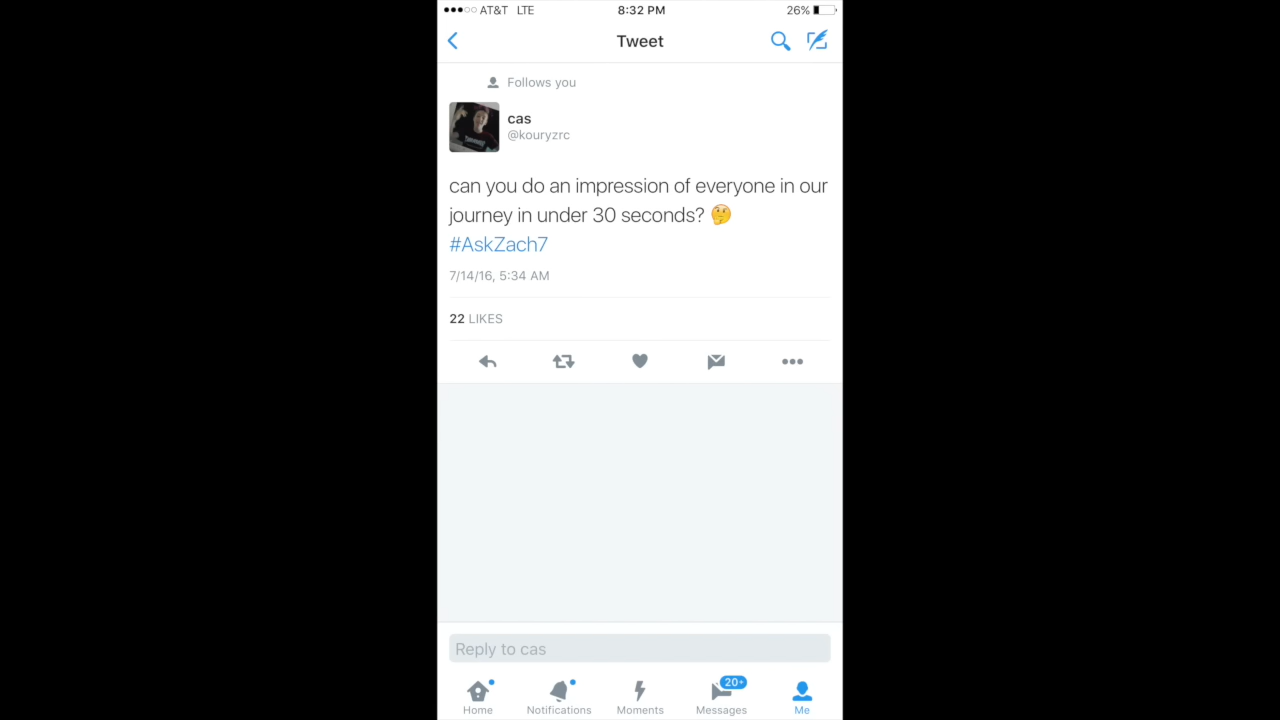 AT&T LTE 8:32 PM 26%
Tweet
Follows you
cas
@kouryzrc
can you do an impression of everyone in our
journey in under 30 seconds? 🤔
#AskZach7
7/14/16, 5:34 AM
22 LIKES
Reply to cas
20+
Home Notifications Moments Messages Me